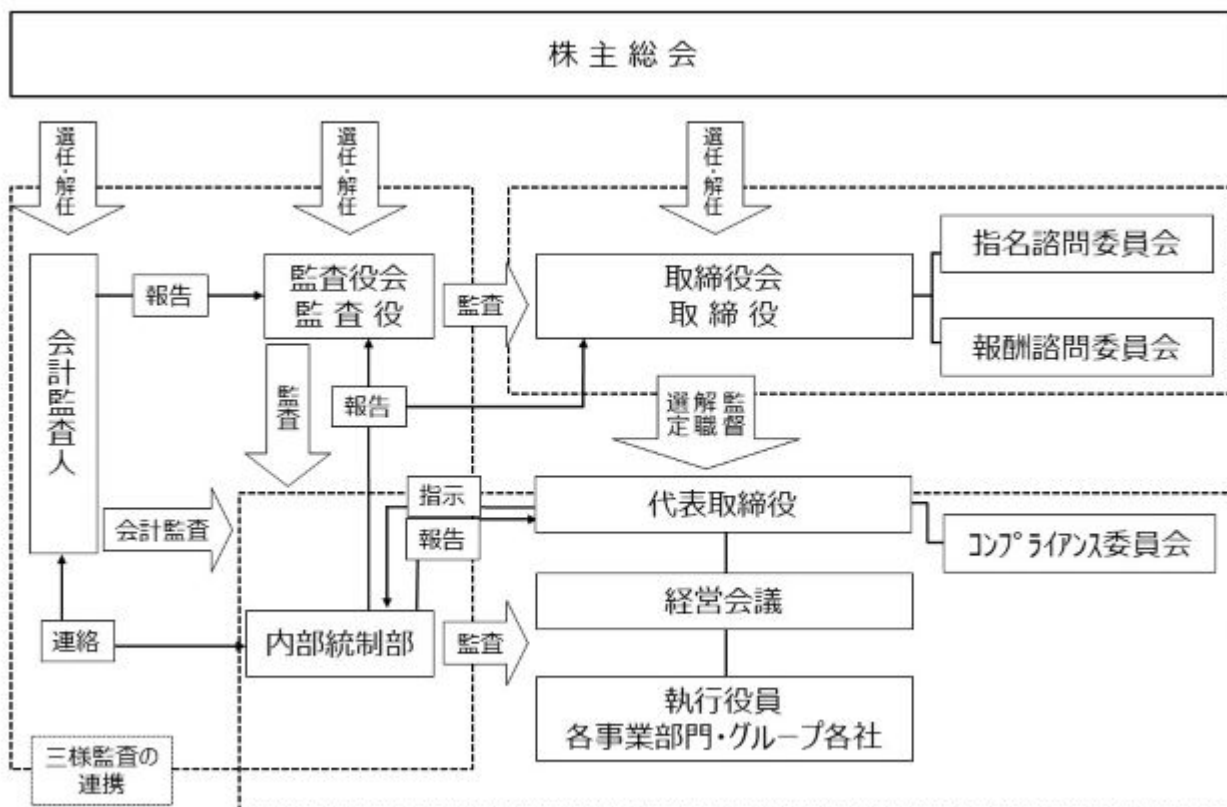 株主総会
選任・解任
選任・解任
選任・解任
会計監査人
報告
監査役会
監査役
監査
取締役会
取締役
指名諮問委員会
報酬諮問委員会
監査
報告
選定
解職
監督
会計監査
指示
報告
代表取締役
コンプライアンス委員会
経営会議
連絡
内部統制部
監査
執行役員
各事業部門・グループ各社
三様監査の
連携